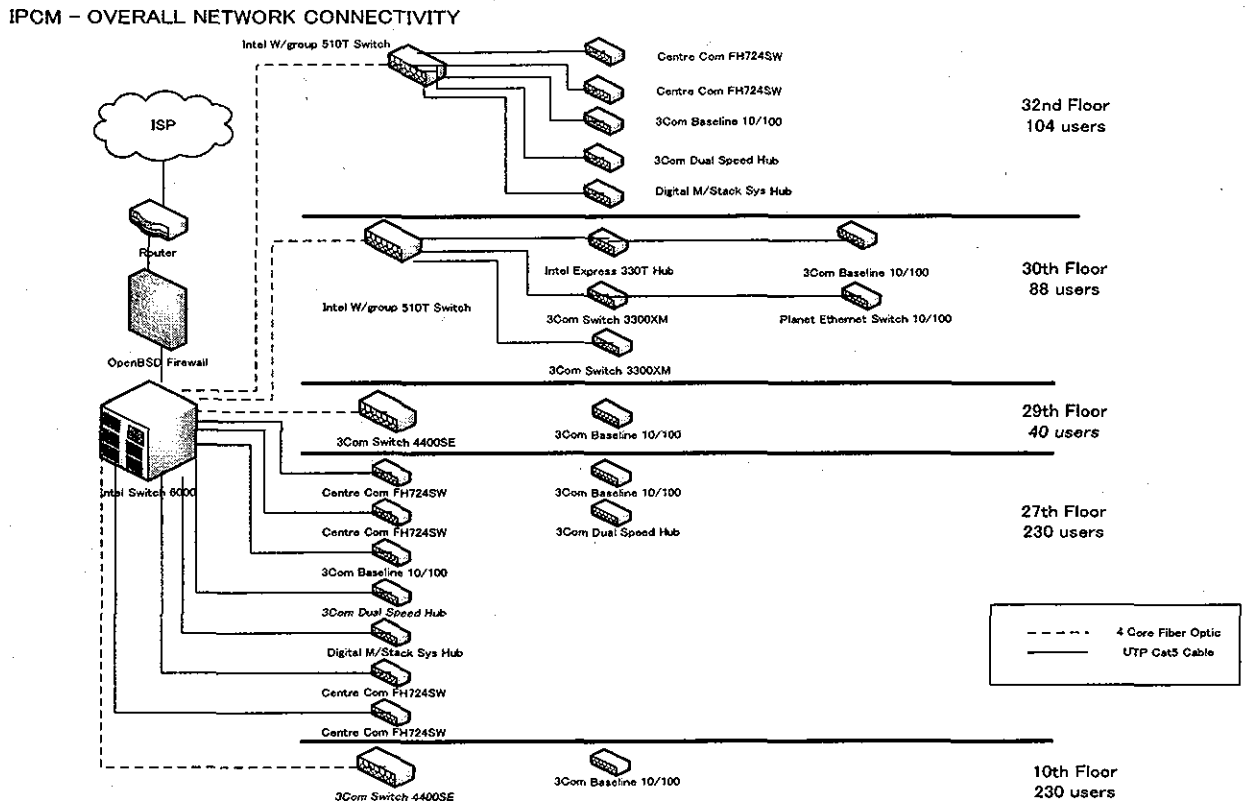 IPCM - OVERALL NETWORK CONNECTIVITY
Intel W/group 510T Switch
Centre Com FH724SW
Centre Com FH724SW
3Com Baseline 10/100
3Com Dual Speed Hub
Digital M/Stack Sys Hub
32nd Floor
104 users
ISP
Router
OpenBSD Firewall
Intel Switch 6000
Intel W/group 510T Switch
Intel Express 330T Hub
3Com Baseline 10/100
3Com Switch 3300XM
Planet Ethernet Switch 10/100
3Com Switch 3300XM
30th Floor
88 users
3Com Switch 4400SE
3Com Baseline 10/100
29th Floor
40 users
Centre Com FH724SW
3Com Baseline 10/100
Centre Com FH724SW
3Com Dual Speed Hub
3Com Baseline 10/100
3Com Dual Speed Hub
Digital M/Stack Sys Hub
Centre Com FH724SW
Centre Com FH724SW
27th Floor
230 users
4 Core Fiber Optic
UTP Cat5 Cable
3Com Switch 4400SE
3Com Baseline 10/100
10th Floor
230 users